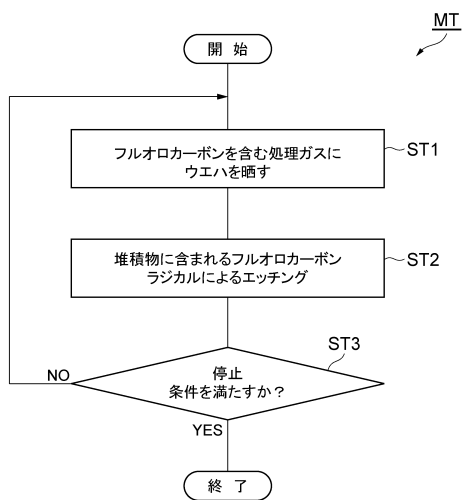 MT
開 始
フルオロカーボンを含む処理ガスに
ウエハを晒す
ST1
堆積物に含まれるフルオロカーボン
ラジカルによるエッチング
ST2
ST3
停止
条件を満たすか？
NO
YES
終 了